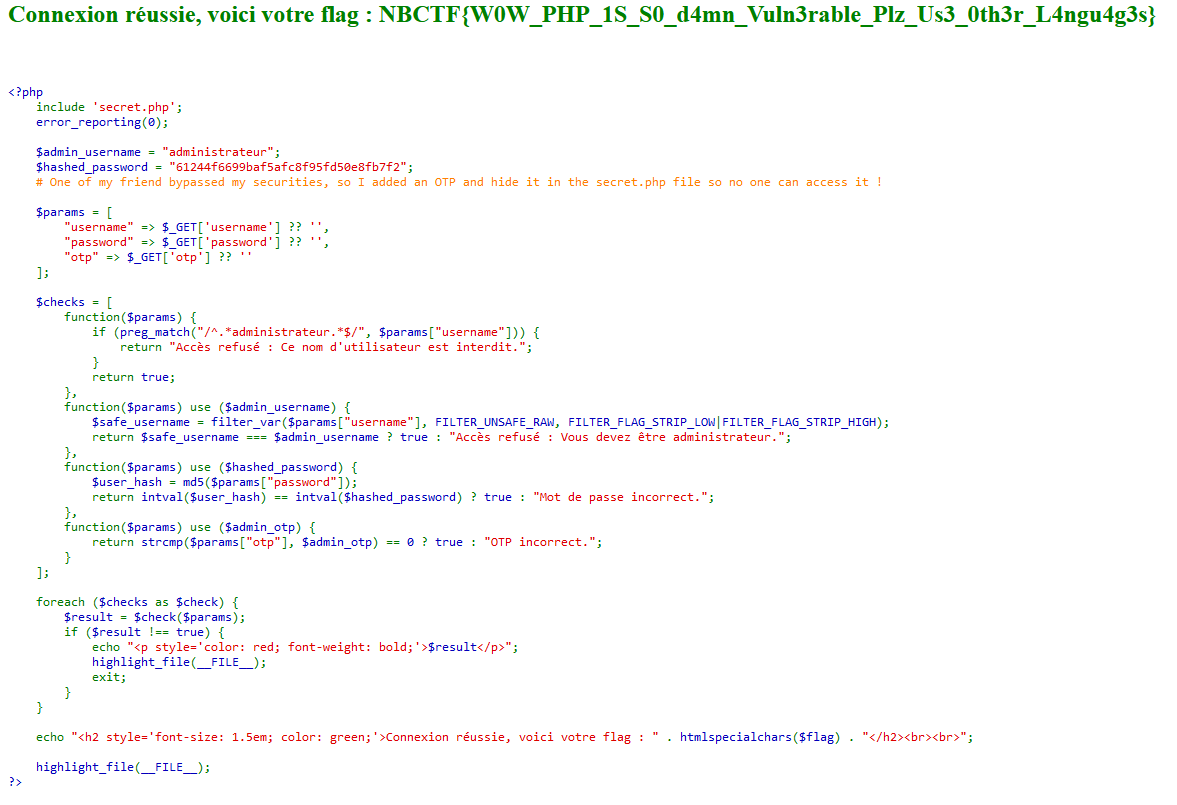 Connexion réussie, voici votre flag : NBCTF{W0W_PHP_1S_S0_d4mn_Vuln3rable_Plz_Us3_0th3r_L4ngu4g3s}
<?php
    include 'secret.php';
    error_reporting(0);

    $admin_username = "administrateur";
    $hashed_password = "61244f6699baf5afc8f95fd50e8fb7f2";
    # One of my friend bypassed my securities, so I added an OTP and hide it in the secret.php file so no one can access it !

    $params = [
        "username" => $_GET['username'] ?? '',
        "password" => $_GET['password'] ?? '',
        "otp" => $_GET['otp'] ?? ''
    ];

    $checks = [
        function($params) {
            if (preg_match("/^.*administrateur.*$/", $params["username"])) {
                return "Accès refusé : Ce nom d'utilisateur est interdit.";
            }
            return true;
        },
        function($params) use ($admin_username) {
            $safe_username = filter_var($params["username"], FILTER_UNSAFE_RAW, FILTER_FLAG_STRIP_LOW|FILTER_FLAG_STRIP_HIGH);
            return $safe_username === $admin_username ? true : "Accès refusé : Vous devez être administrateur.";
        },
        function($params) use ($hashed_password) {
            $user_hash = md5($params["password"]);
            return intval($user_hash) == intval($hashed_password) ? true : "Mot de passe incorrect.";
        },
        function($params) use ($admin_otp) {
            return strcmp($params["otp"], $admin_otp) == 0 ? true : "OTP incorrect.";
        }
    ];

    foreach ($checks as $check) {
        $result = $check($params);
        if ($result !== true) {
            echo "<p style='color: red; font-weight: bold;'>$result</p>";
            highlight_file(__FILE__);
            exit;
        }
    }

    echo "<h2 style='font-size: 1.5em; color: green;'>Connexion réussie, voici votre flag : " . htmlspecialchars($flag) . "</h2><br><br>";

    highlight_file(__FILE__);
?>